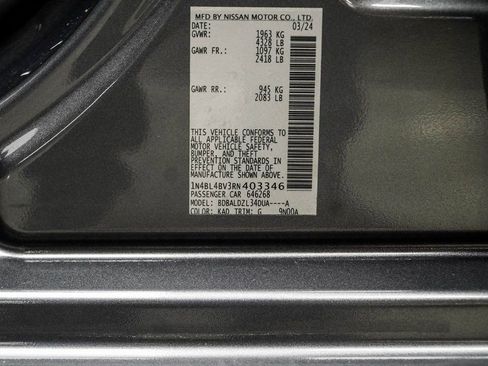 MFD BY NISSAN MOTOR CO., LTD.
DATE: 03/24
GVWR: 1963 KG
4328 LB
GAWR FR: 1097 KG
2418 LB
GAWR RR: 945 KG
2083 LB
THIS VEHICLE CONFORMS TO
ALL APPLICABLE FEDERAL
MOTOR VEHICLE SAFETY,
BUMPER, AND THEFT
PREVENTION STANDARDS IN
EFFECT ON THE DATE OF
MANUFACTURE SHOWN ABOVE.
1N4BL4BV3RN403346
PASSENGER CAR 646268
MODEL: BDBALDZL34DUA----A
COLOR: KAD TRIM: G 9NOOA